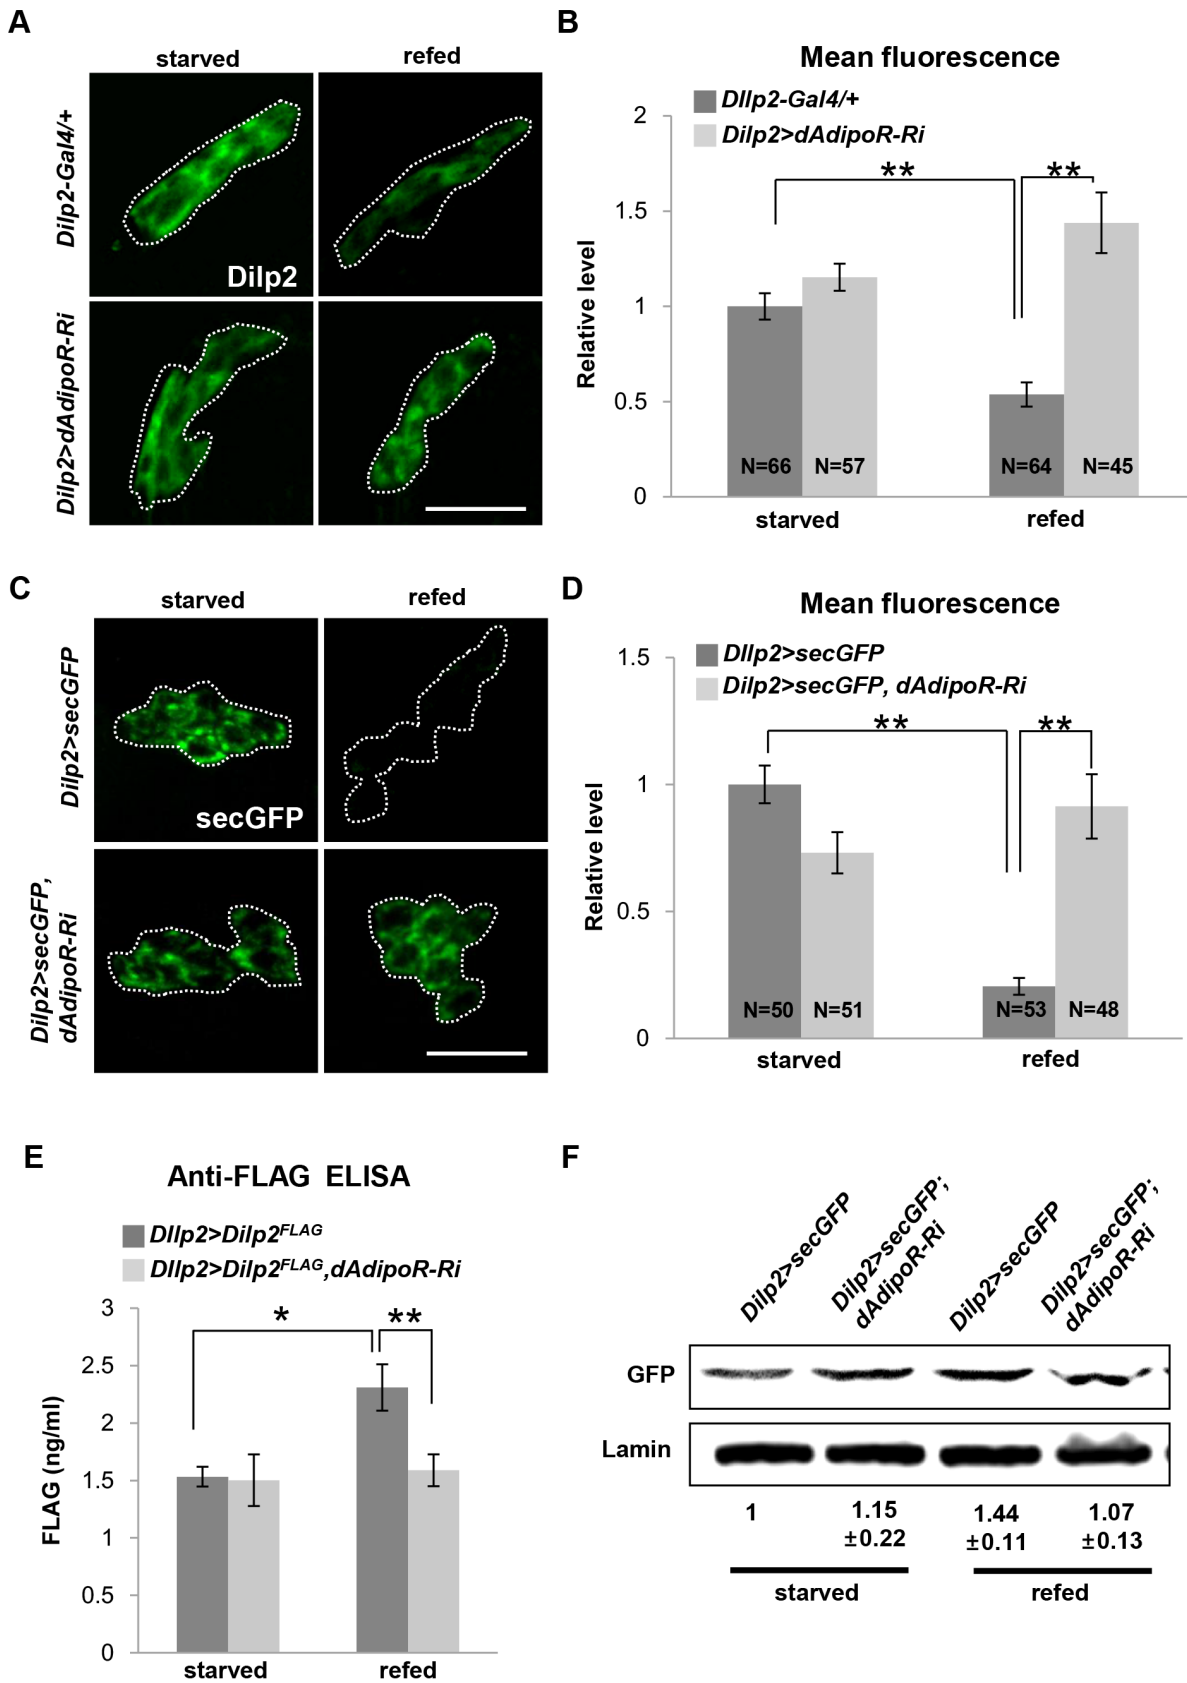 A
starved
refed
Dilp2-Gal4/+
Dilp2
Dilp2>dAdipoR-Ri
B
Mean fluorescence
DIlp2-Gal4/+
Dilp2>dAdipoR-Ri
Relative level
2
1.5
1
0.5
0
**
**
N=66
N=57
N=64
N=45
starved
refed
C
starved
refed
Dilp2>secGFP
secGFP
Dilp2>secGFP,
dAdipoR-Ri
D
Mean fluorescence
DIlp2>secGFP
Dilp2>secGFP, dAdipoR-Ri
Relative level
1.5
1
0.5
0
**
**
N=50
N=51
N=53
N=48
starved
refed
E
Anti-FLAG ELISA
DIlp2>Dilp2FLAG
DIlp2>Dilp2FLAG,dAdipoR-Ri
FLAG (ng/ml)
3
2.5
2
1.5
1
0.5
0
*
**
starved
refed
F
Dilp2>secGFP
Dilp2>secGFP;
dAdipoR-Ri
Dilp2>secGFP
Dilp2>secGFP;
dAdipoR-Ri
GFP
Lamin
1
1.15
±0.22
1.44
±0.11
1.07
±0.13
starved
refed